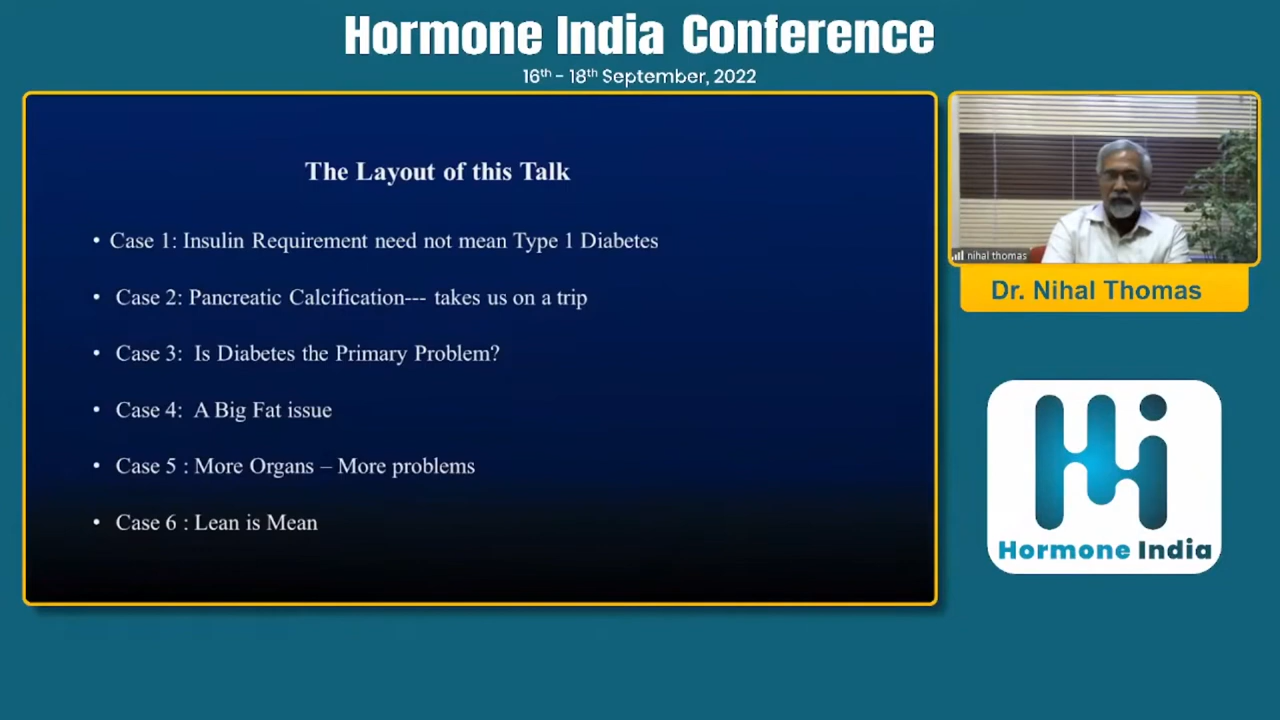 Hormone India Conference
16th - 18th September, 2022
The Layout of this Talk
• Case 1: Insulin Requirement need not mean Type 1 Diabetes
• Case 2: Pancreatic Calcification--- takes us on a trip
• Case 3: Is Diabetes the Primary Problem?
• Case 4: A Big Fat issue
• Case 5 : More Organs – More problems
• Case 6 : Lean is Mean
nihal thomas
Dr. Nihal Thomas
Hi
Hormone India